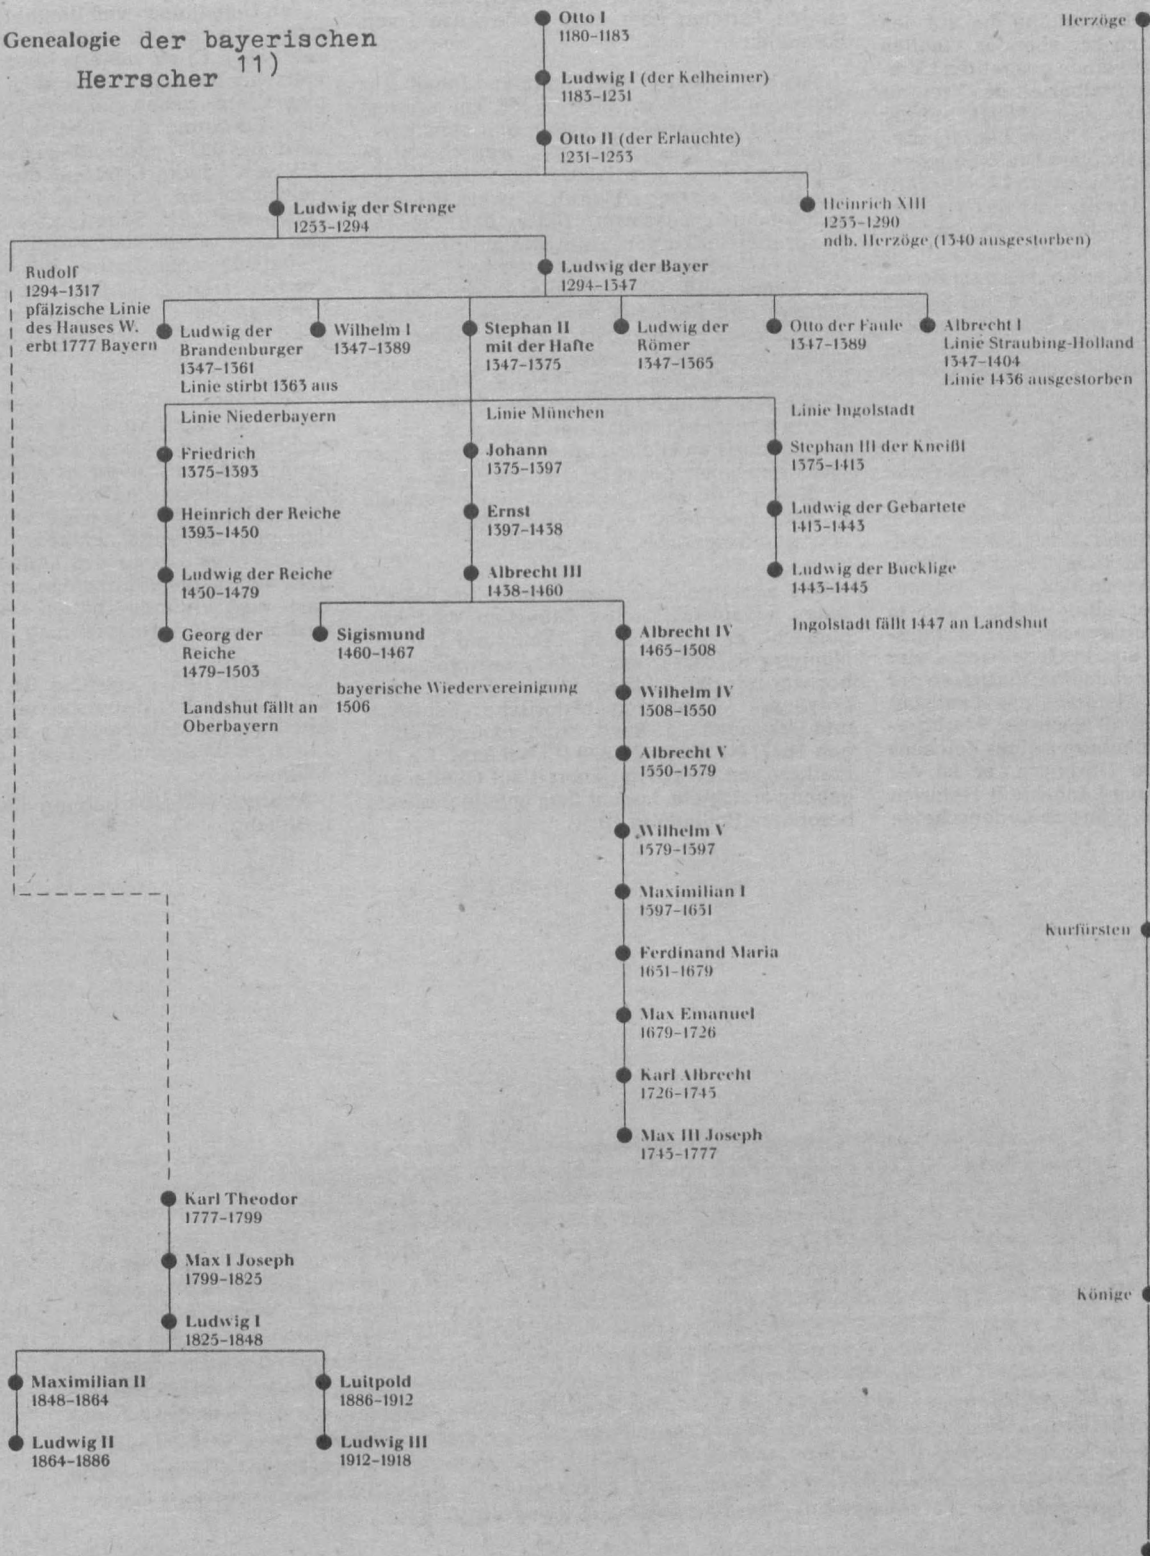 Genealogie der bayerischen
Herrscher 11)
Otto I
1180-1183
Herzöge
Ludwig I (der Kelheimer)
1183-1231
Otto II (der Erlauchte)
1231-1253
Ludwig der Strenge
1253-1294
Heinrich XIII
1253-1290
ndb. Herzöge (1340 ausgestorben)
Rudolf
1294-1317
pfälzische Linie
des Hauses W.
erbt 1777 Bayern
Ludwig der Bayer
1294-1347
Ludwig der
Brandenburger
1347-1361
Linie stirbt 1363 aus
Wilhelm I
1347-1389
Stephan II
mit der Hafte
1347-1375
Ludwig der
Römer
1347-1365
Otto der Faule
1347-1389
Albrecht I
Linie Straubing-Holland
1347-1404
Linie 1436 ausgestorben
Linie Niederbayern
Friedrich
1375-1393
Heinrich der Reiche
1393-1450
Ludwig der Reiche
1450-1479
Georg der
Reiche
1479-1503
Landshut fällt an
Oberbayern
Linie München
Johann
1375-1397
Ernst
1397-1438
Albrecht III
1438-1460
Sigismund
1460-1467
bayerische Wiedervereinigung
1506
Linie Ingolstadt
Stephan III der Kneißl
1375-1413
Ludwig der Gebartete
1413-1443
Ludwig der Bucklige
1443-1445
Ingolstadt fällt 1447 an Landshut
Albrecht IV
1465-1508
Wilhelm IV
1508-1550
Albrecht V
1550-1579
Wilhelm V
1579-1597
Maximilian I
1597-1651
Kurfürsten
Ferdinand Maria
1651-1679
Max Emanuel
1679-1726
Karl Albrecht
1726-1745
Max III Joseph
1745-1777
Karl Theodor
1777-1799
Max I Joseph
1799-1825
Könige
Ludwig I
1825-1848
Maximilian II
1848-1864
Luitpold
1886-1912
Ludwig II
1864-1886
Ludwig III
1912-1918